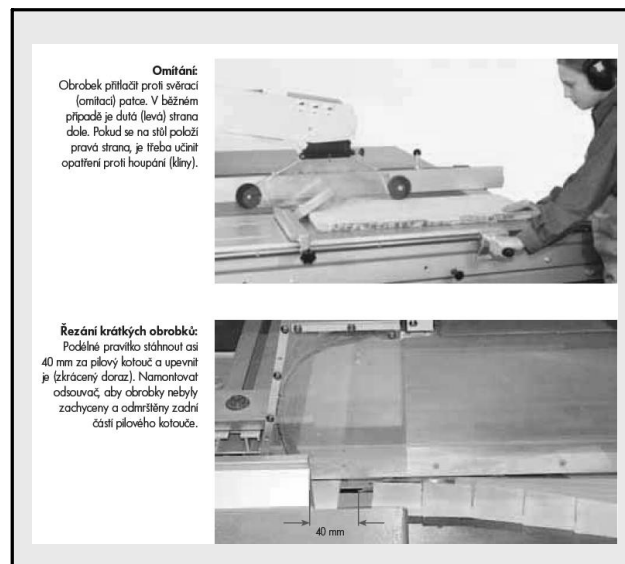 Omítání:
Obrobek přitlačit proti svěrací
(omítací) patce. V běžném
případě je dutá (levá) strana
dole. Pokud se na stůl položí
pravá strana, je třeba učinit
opatření proti houpání (klíny).
Řezání krátkých obrobků:
Podélné pravítko stáhnout asi
40 mm za pilový kotouč a upevnit
je (zkrácený doraz). Namontovat
odsouvač, aby obrobky nebyly
zachyceny a odmrštěny zadní
částí pilového kotouče.
40 mm